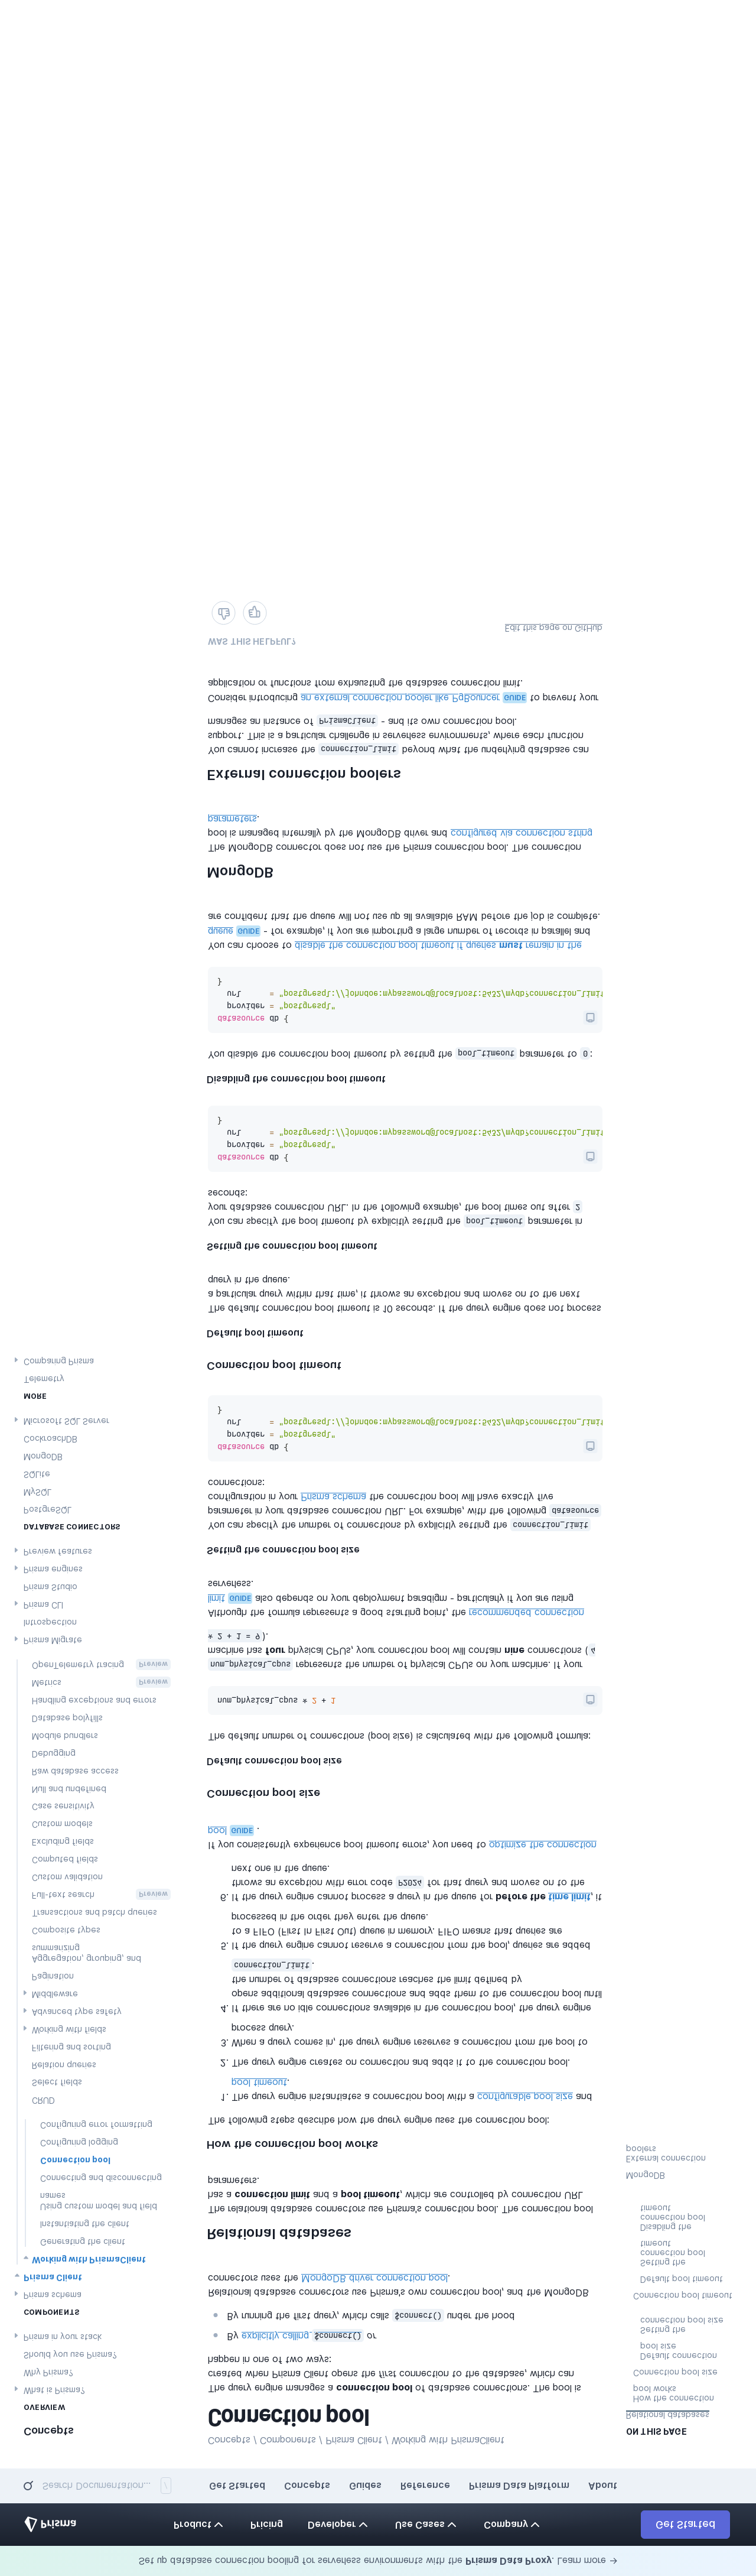 Set up database connection pooling for serverless environments with the Prisma Data Proxy. Learn more →
Prisma
Product
Pricing
Developer
Use Cases
Company
Get Started
Search Documentation...
/
Get Started
Concepts
Guides
Reference
Prisma Data Platform
About
Concepts
OVERVIEW
What is Prisma?
Why Prisma?
Should you use Prisma?
Prisma in your stack
COMPONENTS
Prisma schema
Prisma Client
Working with PrismaClient
Generating the client
Instantiating the client
Using custom model and field
names
Connecting and disconnecting
Connection pool
Configuring logging
Configuring error formatting
CRUD
Select fields
Relation queries
Filtering and sorting
Working with fields
Advanced type safety
Middleware
Pagination
Aggregation, grouping, and
summarizing
Composite types
Transactions and batch queries
Full-text search Preview
Custom validation
Computed fields
Excluding fields
Custom models
Case sensitivity
Null and undefined
Raw database access
Debugging
Module bundlers
Database polyfills
Handling exceptions and errors
Metrics Preview
OpenTelemetry tracing Preview
Prisma Migrate
Introspection
Prisma CLI
Prisma Studio
Prisma engines
Preview features
DATABASE CONNECTORS
PostgreSQL
MySQL
SQLite
MongoDB
CockroachDB
Microsoft SQL Server
MORE
Telemetry
Comparing Prisma
Concepts / Components / Prisma Client / Working with PrismaClient
Connection pool
The query engine manages a connection pool of database connections. The pool is
created when Prisma Client opens the first connection to the database, which can
happen in one of two ways:
By explicitly calling $connect() or
By running the first query, which calls $connect() under the hood
Relational database connectors use Prisma's own connection pool, and the MongoDB
connectors uses the MongoDB driver connection pool.
Relational databases
The relational database connectors use Prisma's connection pool. The connection pool
has a connection limit and a pool timeout, which are controlled by connection URL
parameters.
How the connection pool works
The following steps describe how the query engine uses the connection pool:
1. The query engine instantiates a connection pool with a configurable pool size and
pool timeout.
2. The query engine creates on connection and adds it to the connection pool.
3. When a query comes in, the query engine reserves a connection from the pool to
process query.
4. If there are no idle connections available in the connection pool, the query engine
opens additional database connections and adds them to the connection pool until
the number of database connections reaches the limit defined by
connection_limit.
5. If the query engine cannot reserve a connection from the pool, queries are added
to a FIFO (First In First Out) queue in memory. FIFO means that queries are
processed in the order they enter the queue.
6. If the query engine cannot process a query in the queue for before the time limit, it
throws an exception with error code P2024 for that query and moves on to the
next one in the queue.
If you consistently experience pool timeout errors, you need to optimize the connection
pool GUIDE .
Connection pool size
Default connection pool size
The default number of connections (pool size) is calculated with the following formula:
num_physical_cpus * 2 + 1
num_physical_cpus represents the number of physical CPUs on your machine. If your
machine has four physical CPUs, your connection pool will contain nine connections (4
* 2 + 1 = 9).
Although the formula represents a good starting point, the recommended connection
limit GUIDE also depends on your deployment paradigm - particularly if you are using
serverless.
Setting the connection pool size
You can specify the number of connections by explicitly setting the connection_limit
parameter in your database connection URL. For example, with the following datasource
configuration in your Prisma schema the connection pool will have exactly five
connections:
datasource db {
provider = "postgresql"
url = "postgresql://johndoe:mypassword@localhost:5432/mydb?connection_limit
}
Connection pool timeout
Default pool timeout
The default connection pool timeout is 10 seconds. If the query engine does not process
a particular query within that time, it throws an exception and moves on to the next
query in the queue.
Setting the connection pool timeout
You can specify the pool timeout by explicitly setting the pool_timeout parameter in
your database connection URL. In the following example, the pool times out after 2
seconds:
datasource db {
provider = "postgresql"
url = "postgresql://johndoe:mypassword@localhost:5432/mydb?connection_limit
}
Disabling the connection pool timeout
You disable the connection pool timeout by setting the pool_timeout parameter to 0:
datasource db {
provider = "postgresql"
url = "postgresql://johndoe:mypassword@localhost:5432/mydb?connection_limit
}
You can choose to disable the connection pool timeout if queries must remain in the
queue GUIDE - for example, if you are importing a large number of records in parallel and
are confident that the queue will not use up all available RAM before the job is complete.
MongoDB
The MongoDB connector does not use the Prisma connection pool. The connection
pool is managed internally by the MongoDB driver and configured via connection string
parameters.
External connection poolers
You cannot increase the connection_limit beyond what the underlying database can
support. This is a particular challenge in serverless environments, where each function
manages an instance of PrismaClient - and its own connection pool.
Consider introducing an external connection pooler like PgBouncer GUIDE to prevent your
application or functions from exhausting the database connection limit.
WAS THIS HELPFUL?
Edit this page on GitHub
ON THIS PAGE
Relational databases
How the connection
pool works
Connection pool size
Default connection
pool size
Setting the
connection pool size
Connection pool timeout
Default pool timeout
Setting the
connection pool
timeout
Disabling the
connection pool
timeout
MongoDB
External connection
poolers